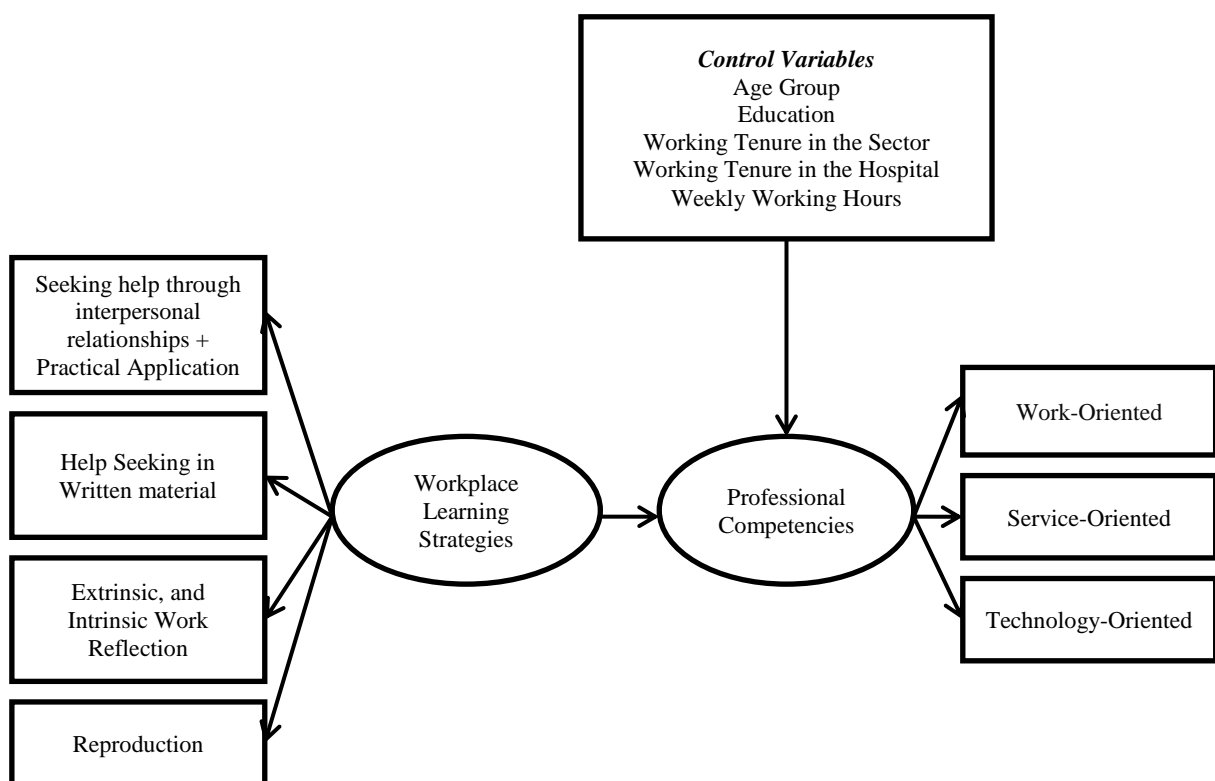 Control Variables
Age Group
Education
Working Tenure in the Sector
Working Tenure in the Hospital
Weekly Working Hours
Seeking help through
interpersonal
relationships +
Practical Application
Help Seeking in
Written material
Extrinsic, and
Intrinsic Work
Reflection
Reproduction
Workplace
Learning
Strategies
Professional
Competencies
Work-Oriented
Service-Oriented
Technology-Oriented